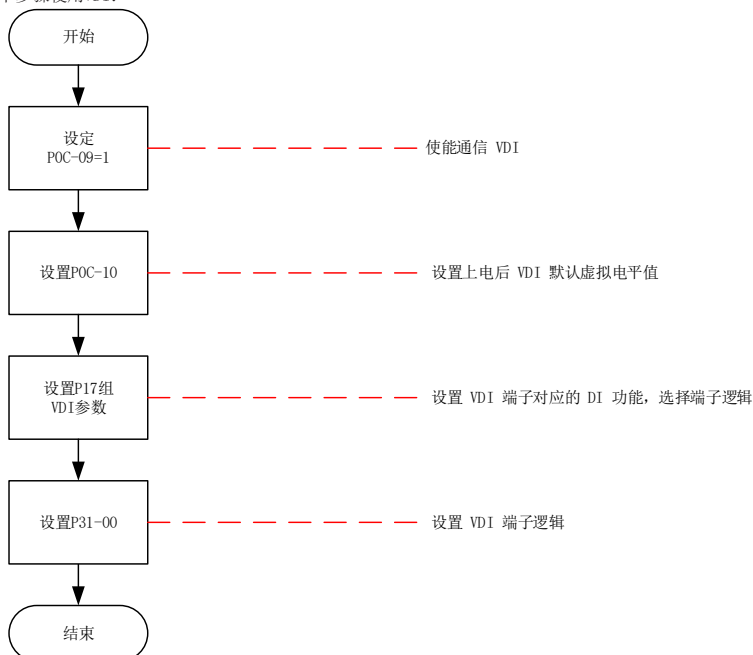 开始
设定
P0C-09=1
使能通信 VDI
设置P0C-10
设置上电后 VDI 默认虚拟电平值
设置P17组
VDI参数
设置 VDI 端子对应的 DI 功能，选择端子逻辑
设置P31-00
设置 VDI 端子逻辑
结束